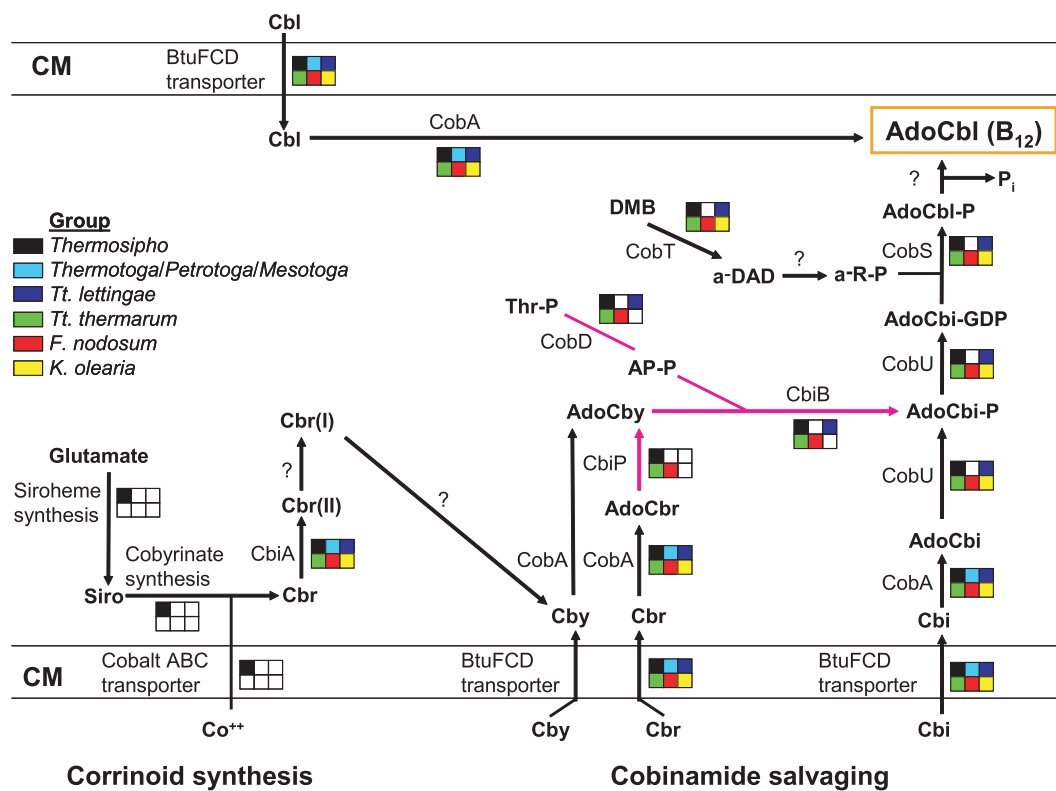 Cbl
CM
BtuFCD
transporter
Cbl
CobA
AdoCbl (B12)
?
Pi
AdoCbl-P
DMB
CobT
a-DAD
?
a-R-P
CobS
Group
Thermosipho
Thermotoga/Petrotoga/Mesotoga
Tt. lettingae
Tt. thermarum
F. nodosum
K. olearia
Thr-P
CobD
AP-P
AdoCbi-GDP
CobU
CbiB
AdoCby
AdoCbi-P
Cbr(I)
Glutamate
Siroheme
synthesis
?
?
CbiP
CobU
Cbr(II)
AdoCbr
CbiA
Cobyrinate
synthesis
CobA
CobA
AdoCbi
CobA
Siro
Cbr
Cby
Cbr
Cbi
CM
Cobalt ABC
transporter
BtuFCD
transporter
BtuFCD
transporter
Co++
Cby
Cbr
Cbi
Corrinoid synthesis
Cobinamide salvaging